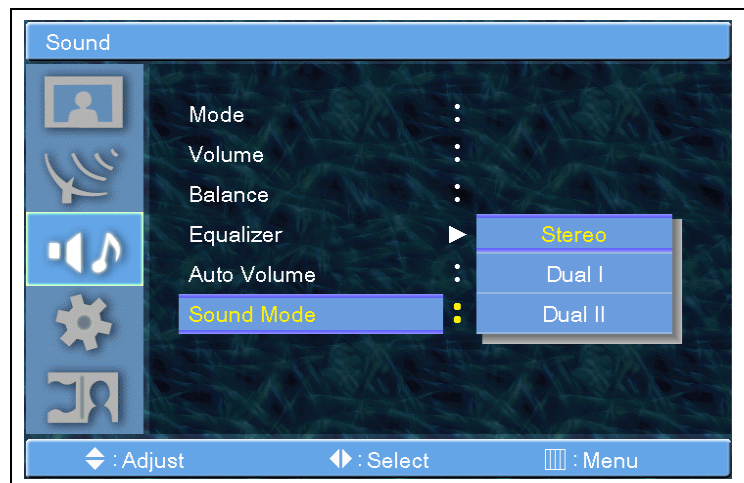 Sound
Mode :
Volume :
Balance :
Equalizer
Stereo
Auto Volume :
Dual I
Sound Mode :
Dual II
: Adjust : Select : Menu